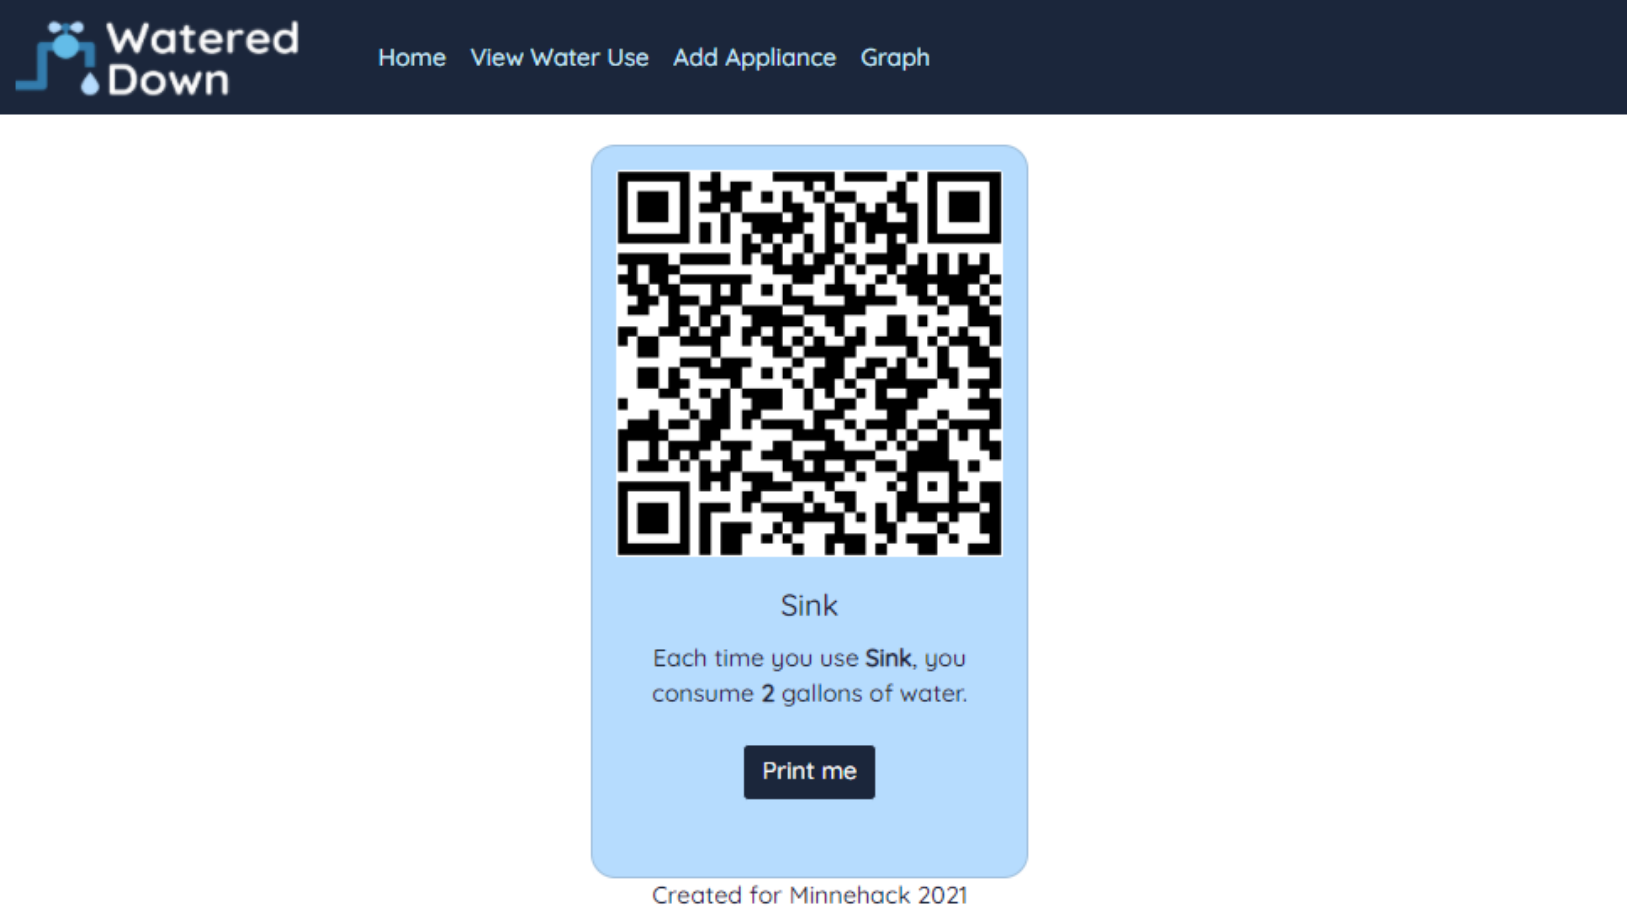 Watered
Down
Home View Water Use Add Appliance Graph
Sink
Each time you use Sink, you
consume 2 gallons of water.
Print me
Created for Minnehack 2021